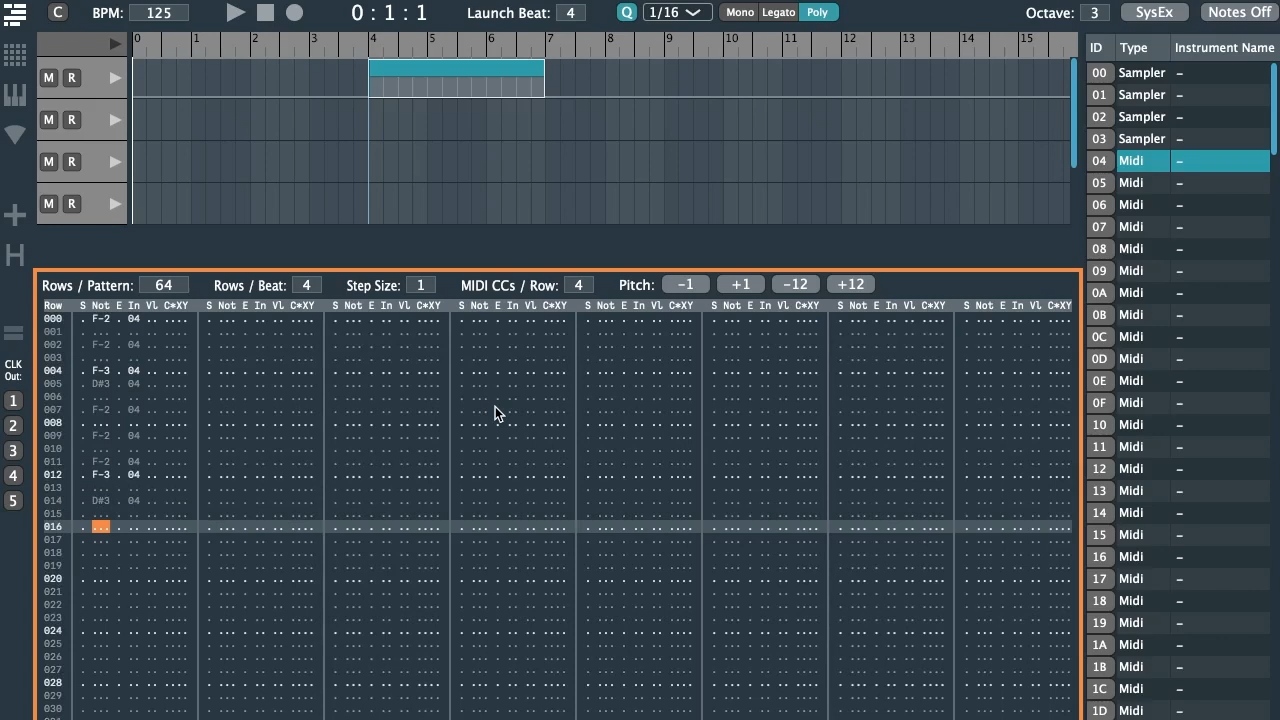 C BPM: 125 0 : 1 : 1 Launch Beat: 4 Q 1/16 Mono Legato Poly Octave: 3 SysEx Notes Off
0 1 2 3 4 5 6 7 8 9 10 11 12 13 14 15
M R
M R
M R
M R
H
CLK
Out:
1
2
3
4
5
Rows / Pattern: 64 Rows / Beat: 4 Step Size: 1 MIDI CCs / Row: 4 Pitch: -1 +1 -12 +12
Row S Not E In Vl C*XY S Not E In Vl C*XY S Not E In Vl C*XY S Not E In Vl C*XY S Not E In Vl C*XY S Not E In Vl C*XY S Not E In Vl C*XY S Not E In Vl C*XY
000 . F-2 . 04 .. ....
001 . ... . .. .. ....
002 . F-2 . 04 .. ....
003 . ... . .. .. ....
004 . F-3 . 04 .. ....
005 . D#3 . 04 .. ....
006 . ... . .. .. ....
007 . F-2 . 04 .. ....
008 . ... . .. .. ....
009 . F-2 . 04 .. ....
010 . ... . .. .. ....
011 . F-2 . 04 .. ....
012 . F-3 . 04 .. ....
013 . ... . .. .. ....
014 . D#3 . 04 .. ....
015 . ... . .. .. ....
016 . ... . .. .. ....
017 . ... . .. .. ....
018 . ... . .. .. ....
019 . ... . .. .. ....
020 . ... . .. .. ....
021 . ... . .. .. ....
022 . ... . .. .. ....
023 . ... . .. .. ....
024 . ... . .. .. ....
025 . ... . .. .. ....
026 . ... . .. .. ....
027 . ... . .. .. ....
028 . ... . .. .. ....
029 . ... . .. .. ....
030 . ... . .. .. ....
ID Type Instrument Name
00 Sampler –
01 Sampler –
02 Sampler –
03 Sampler –
04 Midi –
05 Midi –
06 Midi –
07 Midi –
08 Midi –
09 Midi –
0A Midi –
0B Midi –
0C Midi –
0D Midi –
0E Midi –
0F Midi –
10 Midi –
11 Midi –
12 Midi –
13 Midi –
14 Midi –
15 Midi –
16 Midi –
17 Midi –
18 Midi –
19 Midi –
1A Midi –
1B Midi –
1C Midi –
1D Midi –